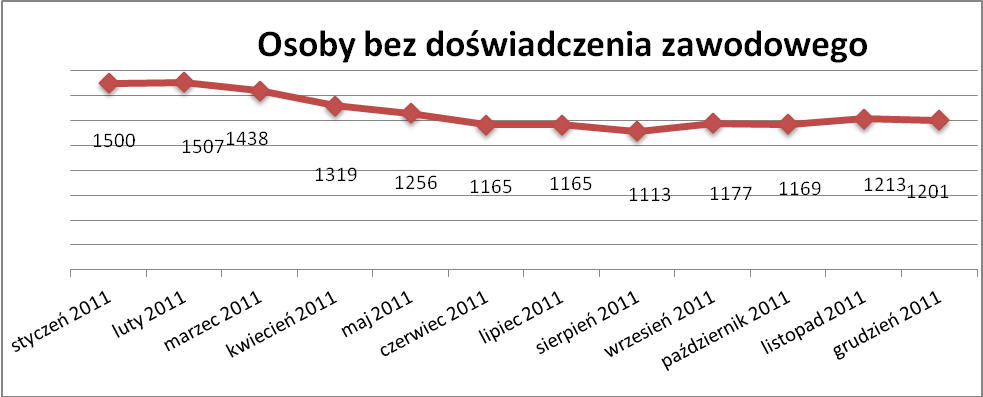 Osoby bez doświadczenia zawodowego
1500
1507
1438
1319
1256
1165
1165
1113
1177
1169
1213
1201
styczeń 2011
luty 2011
marzec 2011
kwiecień 2011
maj 2011
czerwiec 2011
lipiec 2011
sierpień 2011
wrzesień 2011
październik 2011
listopad 2011
grudzień 2011